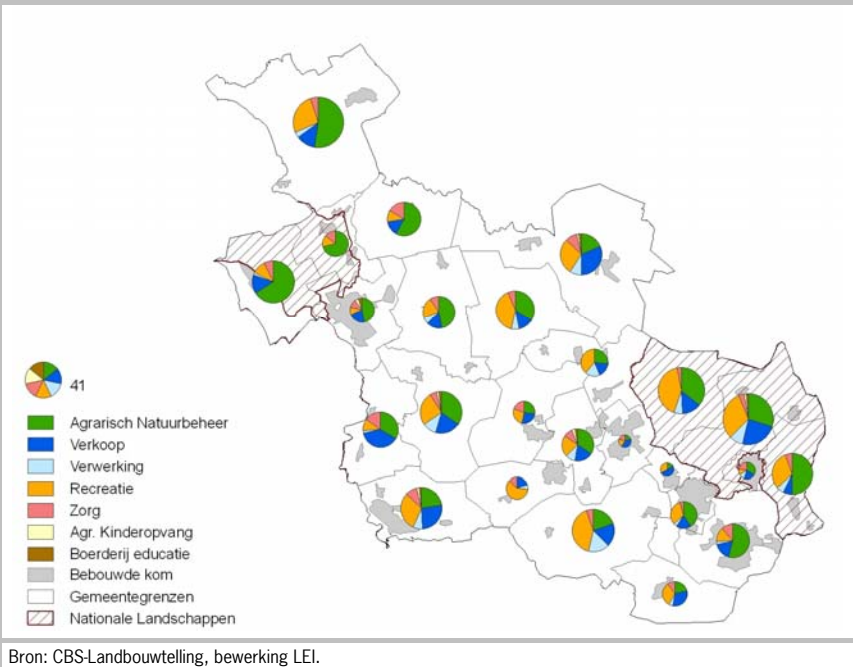 41
Agrarisch Natuurbeheer
Verkoop
Verwerking
Recreatie
Zorg
Agr. Kinderopvang
Boerderij educatie
Bebouwde kom
Gemeentegrenzen
Nationale Landschappen
Bron: CBS-Landbouwtelling, bewerking LEI.